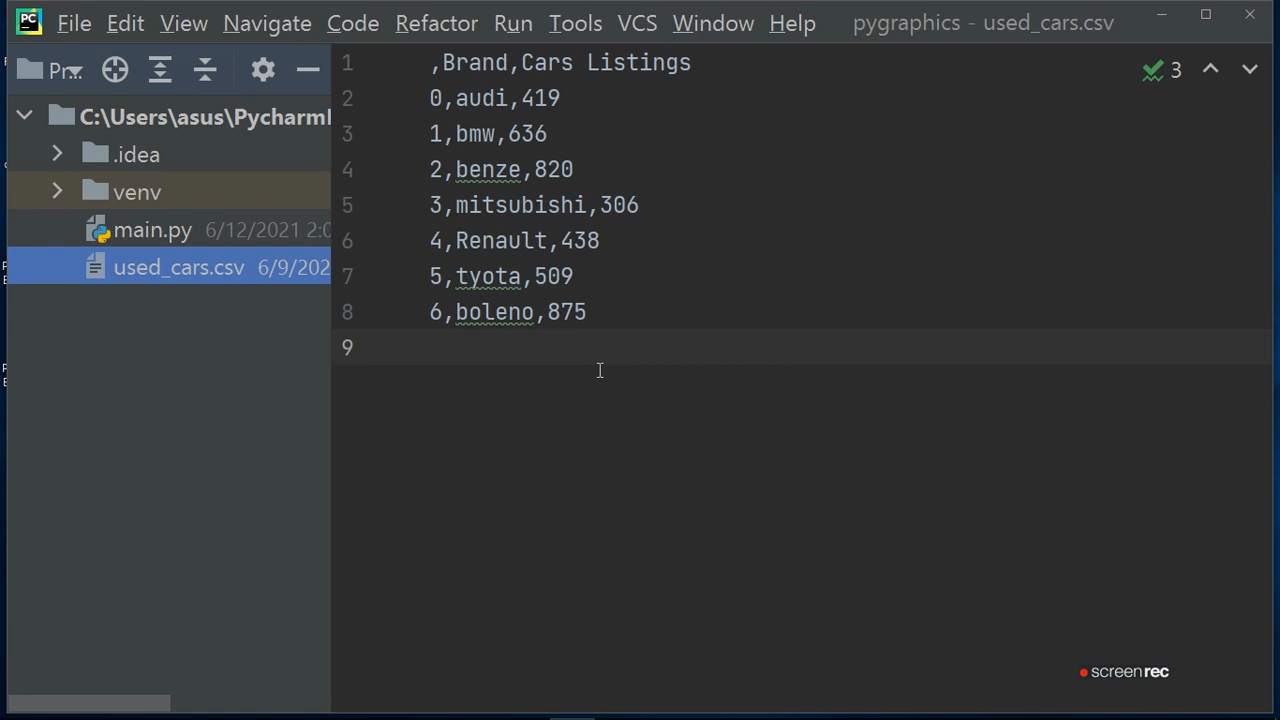 PC File Edit View Navigate Code Refactor Run Tools VCS Window Help pygraphics - used_cars.csv
Pr...
C:\Users\asus\Pycharm
.idea
venv
main.py 6/12/2021 2:0
used_cars.csv 6/9/202
1 ,Brand,Cars Listings
2 0,audi,419
3 1,bmw,636
4 2,benze,820
5 3,mitsubishi,306
6 4,Renault,438
7 5,tyota,509
8 6,boleno,875
9
3
screenrec